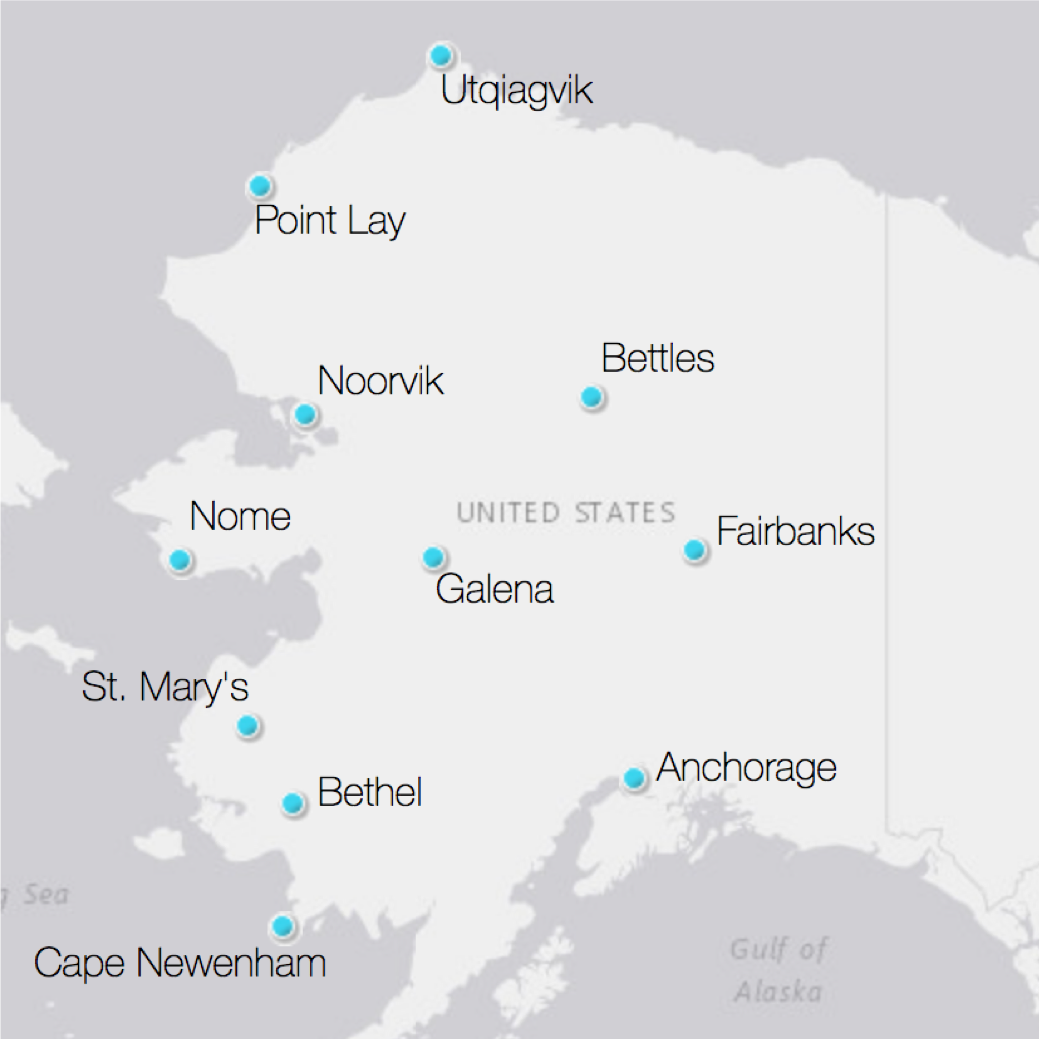 Utqiagvik
Point Lay
Bettles
Noorvik
Nome
UNITED STATES
Fairbanks
Galena
St. Mary's
Anchorage
Bethel
Sea
Gulf of
Alaska
Cape Newenham